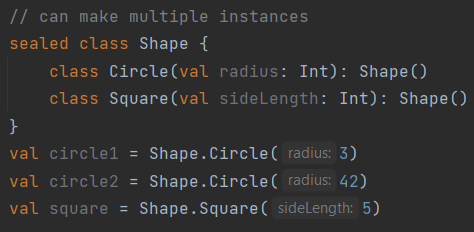 // can make multiple instances
sealed class Shape {
    class Circle(val radius: Int): Shape()
    class Square(val sideLength: Int): Shape()
}
val circle1 = Shape.Circle( radius: 3)
val circle2 = Shape.Circle( radius: 42)
val square = Shape.Square( sideLength: 5)